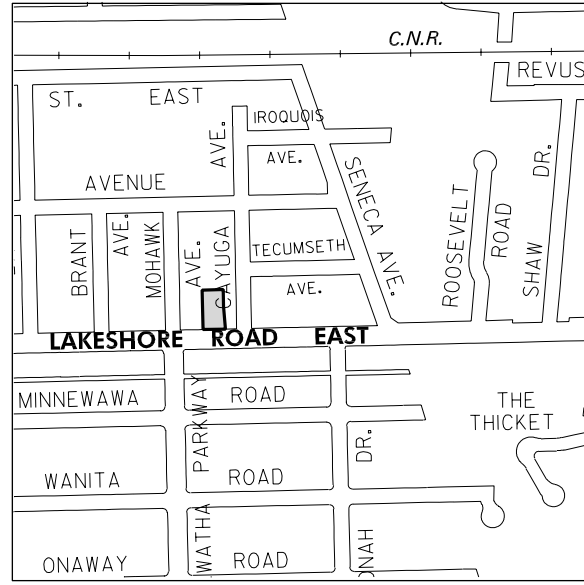 C.N.R.
REVUS
ST. EAST
IROQUOIS
AVE.
AVE.
AVENUE
SENECA AVE.
ROOSEVELT
ROAD
SHAW
DR.
BRANT
AVE.
MOHAWK
AVE.
CAYUGA
TECUMSETH
AVE.
LAKESHORE ROAD EAST
MINNEWAWA ROAD
PARKWAY
THE
THICKET
DR.
WANITA ROAD
WATHA
NAH
ONAWAY ROAD